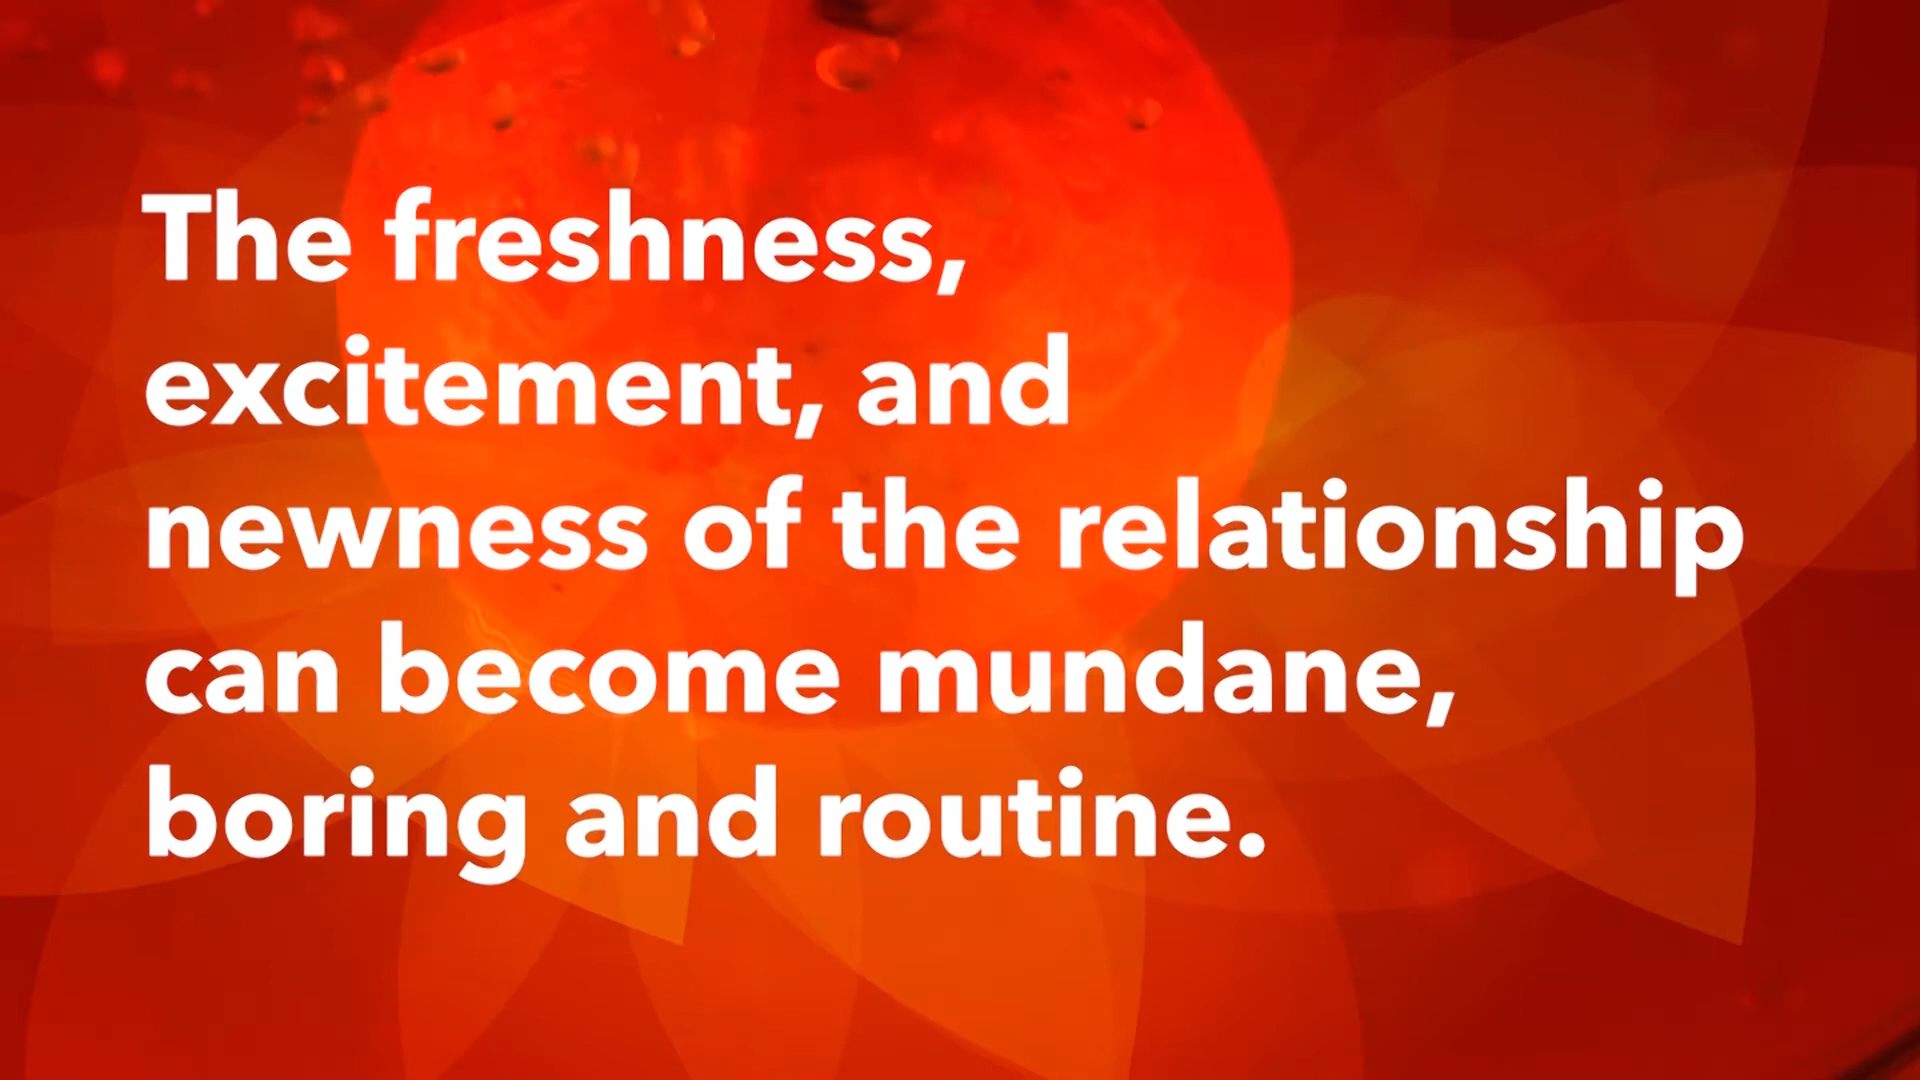 The freshness,
excitement, and
newness of the relationship
can become mundane,
boring and routine.